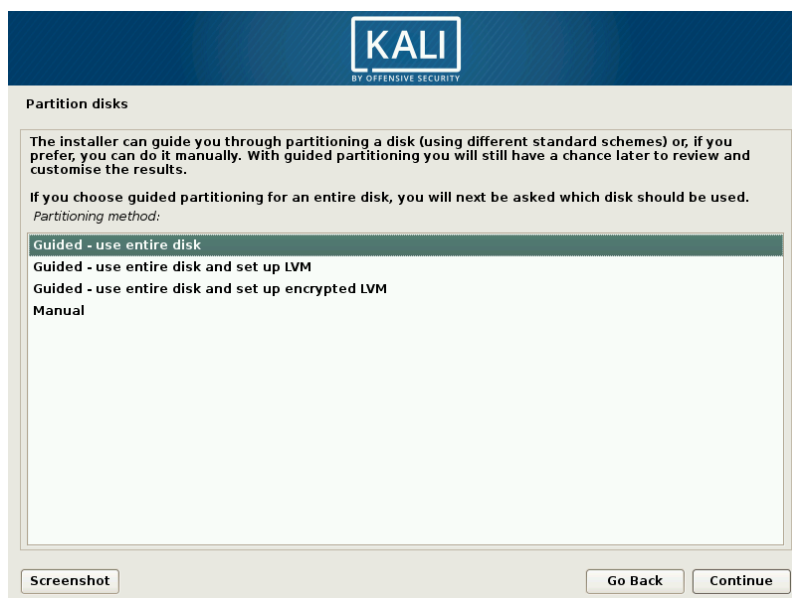 KALI
BY OFFENSIVE SECURITY
Partition disks
The installer can guide you through partitioning a disk (using different standard schemes) or, if you
prefer, you can do it manually. With guided partitioning you will still have a chance later to review and
customise the results.
If you choose guided partitioning for an entire disk, you will next be asked which disk should be used.
Partitioning method:
Guided - use entire disk
Guided - use entire disk and set up LVM
Guided - use entire disk and set up encrypted LVM
Manual
Screenshot
Go Back
Continue